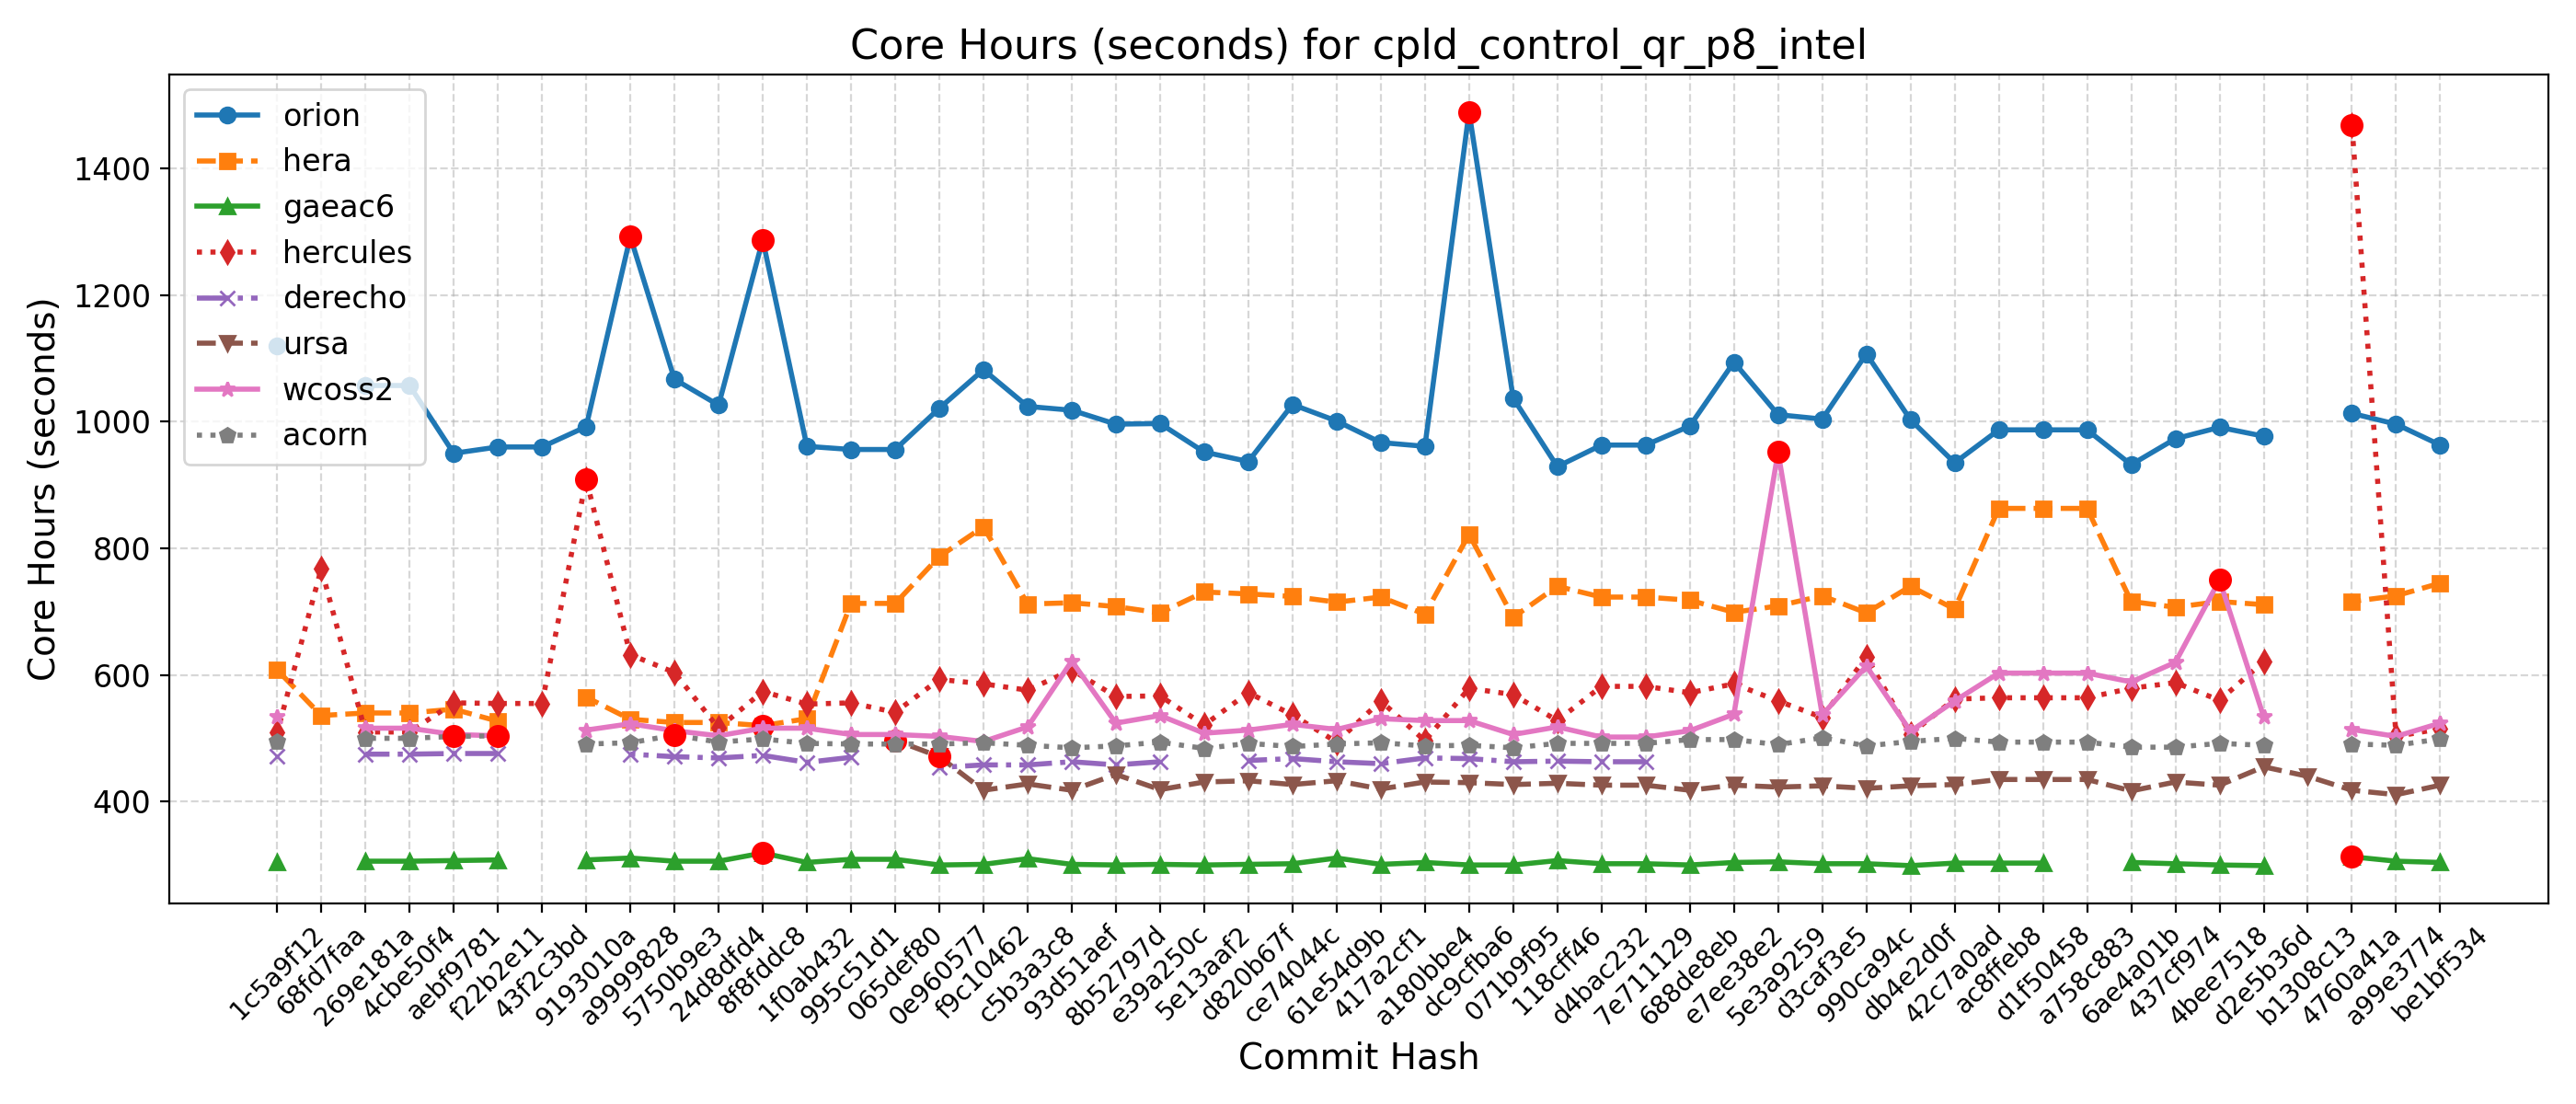 Core Hours (seconds) for cpld_control_qr_p8_intel
Core Hours (seconds)
1400
1200
1000
800
600
400
orion
hera
gaeac6
hercules
derecho
ursa
wcoss2
acorn
1c5a9f12
68fd7faa
269e181a
4cbe50f4
aebf9781
f22b2e11
43f2c3bd
9193010a
a9999828
5750b9e3
24d8dfd4
8f8fddc8
1f0ab432
995c51d1
065def80
0e960577
f9c10462
c5b3a3c8
93d51aef
8b52797d
e39a250c
5e13aaf2
d820b67f
ce74044c
61e54d9b
417a2cf1
a180bbe4
dc9cfba6
071b9f95
118cff46
d4bac232
7e711129
688de8eb
e7ee38e2
5e3a9259
d3caf3e5
990ca94c
db4e2d0f
42c7a0ad
ac8ffeb8
d1f50458
a758c883
6ae4a01b
437cf974
4bee7518
d2e5b36d
b1308c13
4760a41a
a99e3774
be1bf534
Commit Hash